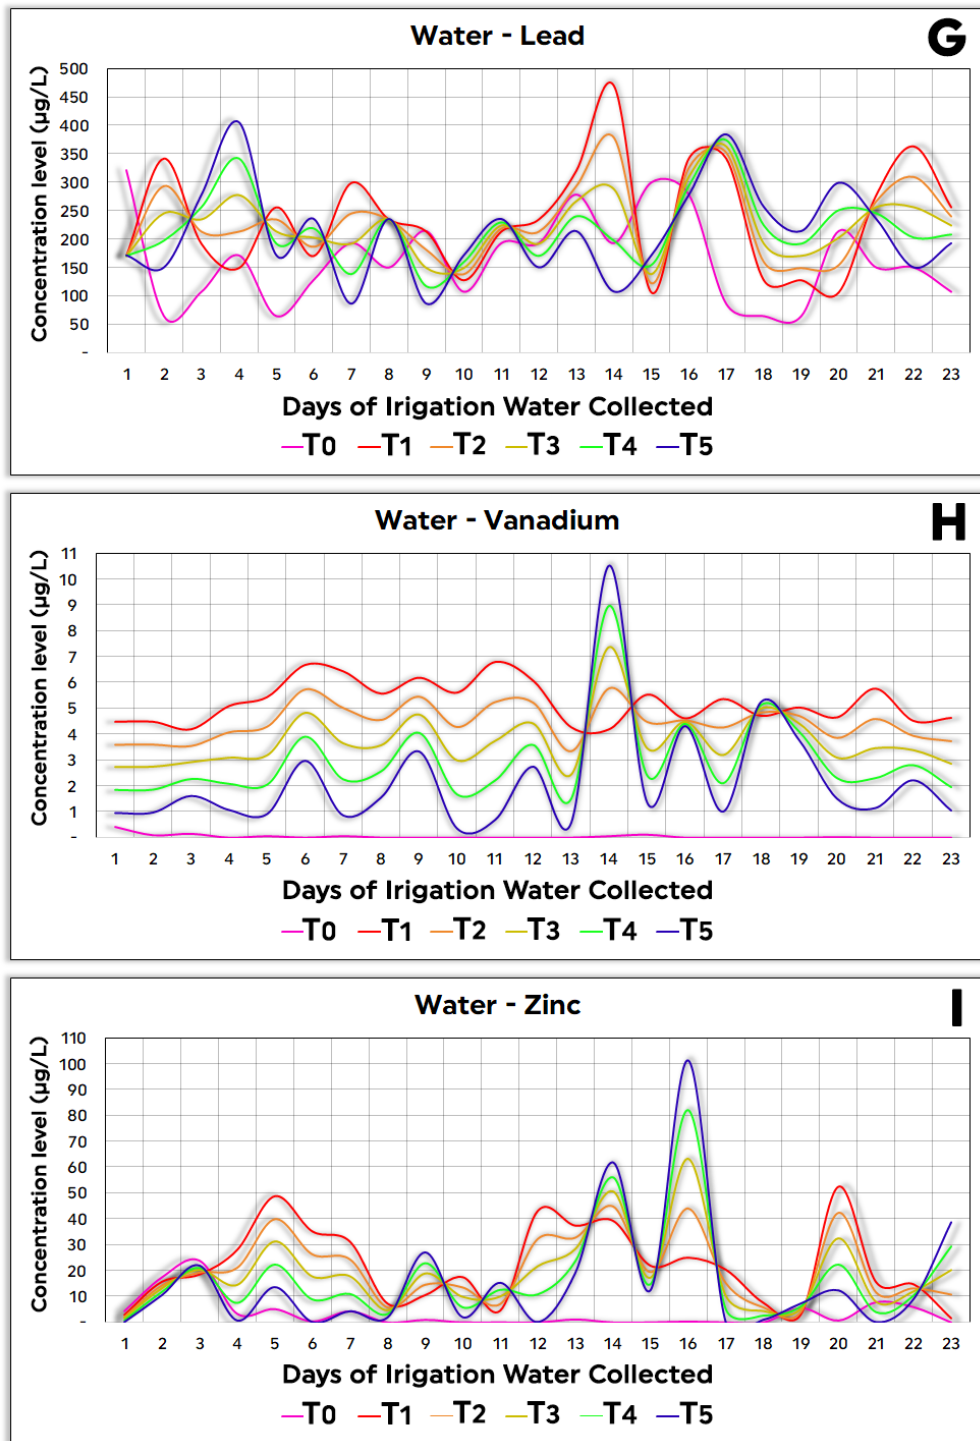 Water - Lead
G
Concentration level (µg/L)
500
450
400
350
300
250
200
150
100
50
-
1 2 3 4 5 6 7 8 9 10 11 12 13 14 15 16 17 18 19 20 21 22 23
Days of Irigation Water Collected
T0 T1 T2 T3 T4 T5
Water - Vanadium
H
Concentration level (µg/L)
11
10
9
8
7
6
5
4
3
2
1
-
1 2 3 4 5 6 7 8 9 10 11 12 13 14 15 16 17 18 19 20 21 22 23
Days of Irigation Water Collected
T0 T1 T2 T3 T4 T5
Water - Zinc
I
Concentration level (µg/L)
110
100
90
80
70
60
50
40
30
20
10
-
1 2 3 4 5 6 7 8 9 10 11 12 13 14 15 16 17 18 19 20 21 22 23
Days of Irigation Water Collected
T0 T1 T2 T3 T4 T5